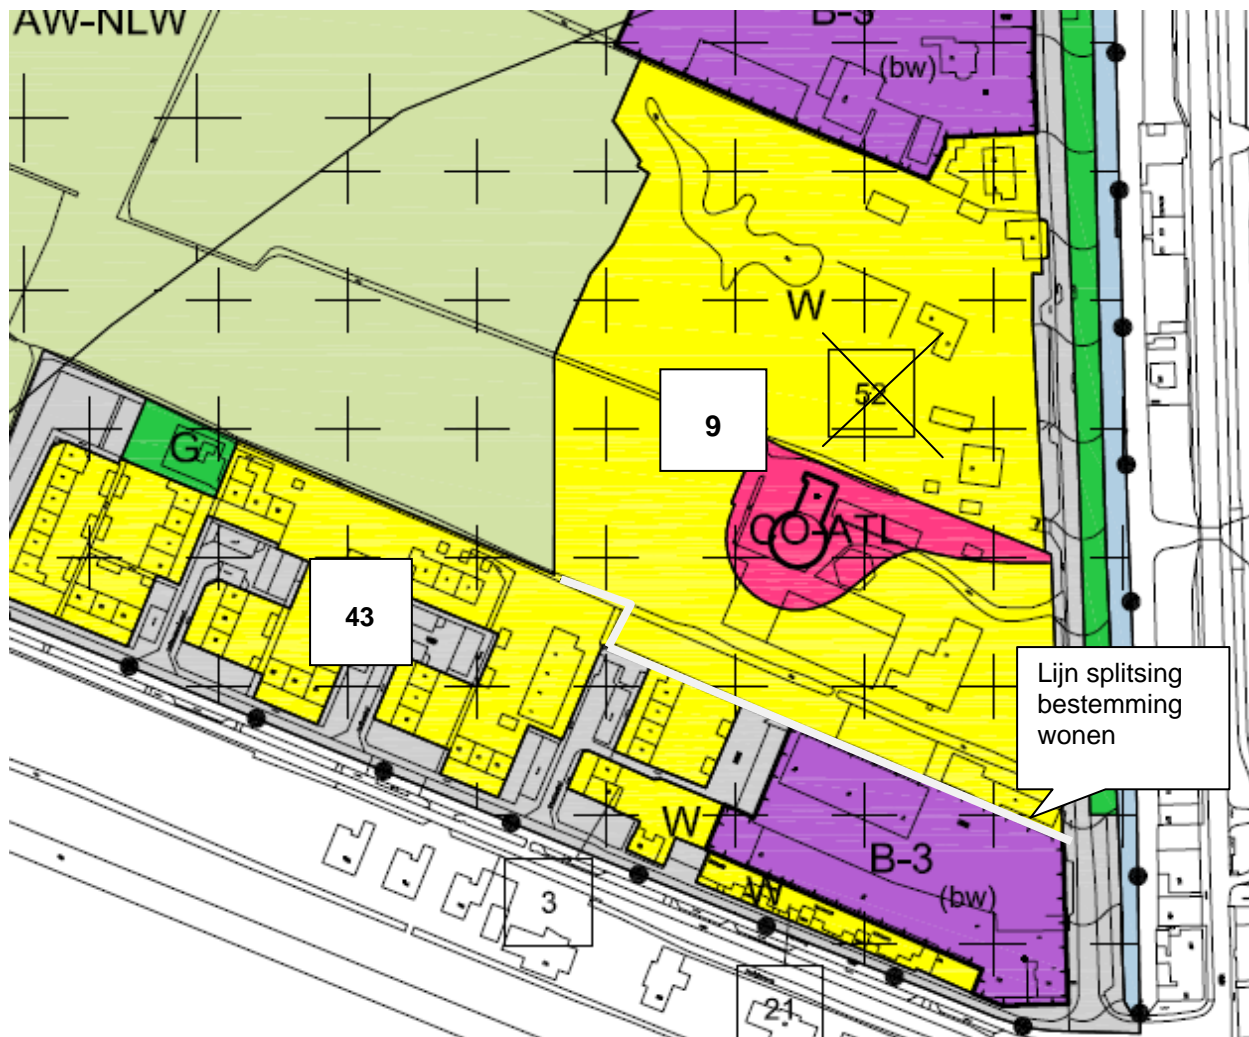 AW-NLW
B-3
(bw)
W
52
9
G
CO-ATL
43
Lijn splitsing
bestemming
wonen
W
B-3
W
(bw)
3
21